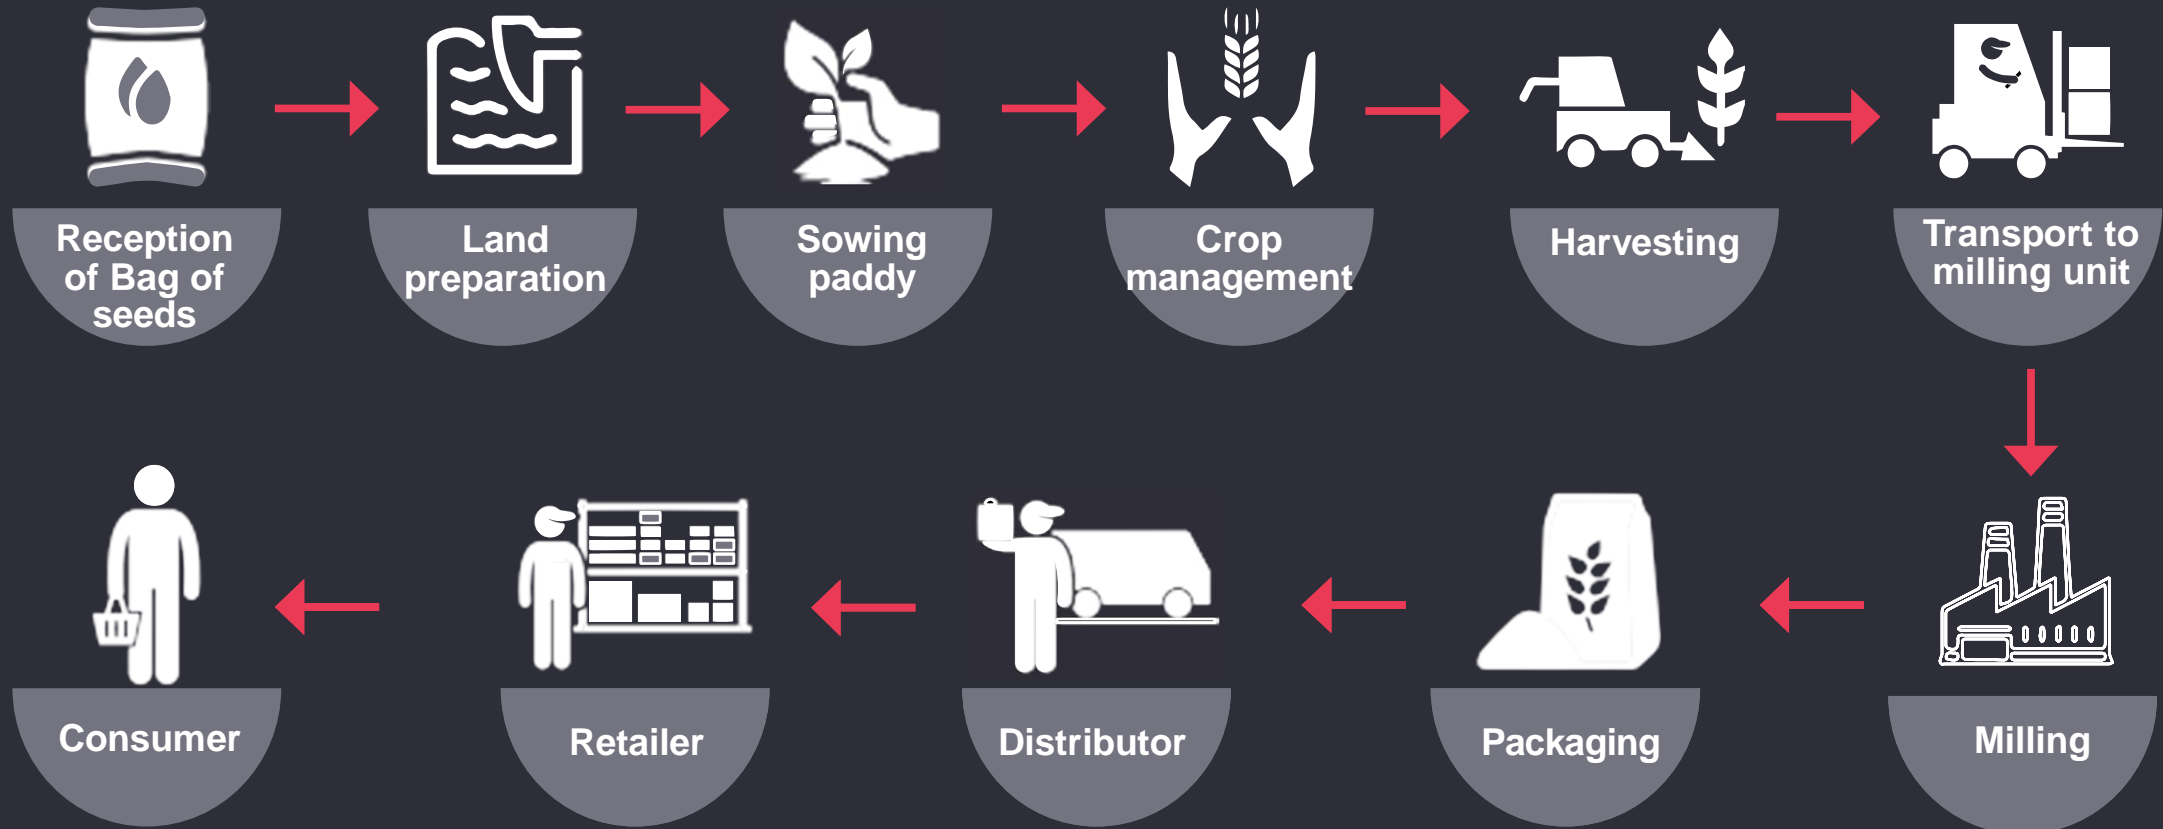 Reception
of Bag of
seeds
Land
preparation
Sowing
paddy
Crop
management
Harvesting
Transport to
milling unit
Consumer
Retailer
Distributor
Packaging
Milling